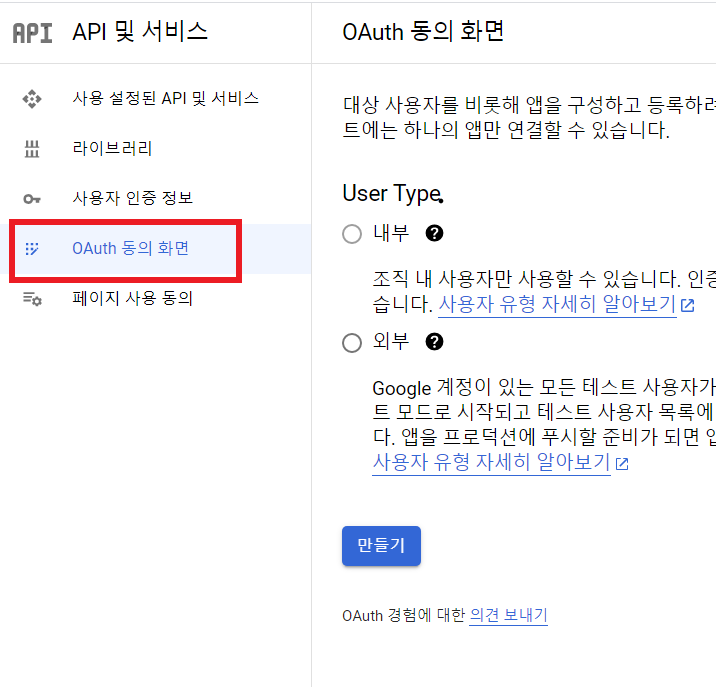 API API 및 서비스
OAuth 동의 화면
사용 설정된 API 및 서비스
라이브러리
사용자 인증 정보
OAuth 동의 화면
페이지 사용 동의
대상 사용자를 비롯해 앱을 구성하고 등록하려
트에는 하나의 앱만 연결할 수 있습니다.
User Type
내부
조직 내 사용자만 사용할 수 있습니다. 인증
습니다. 사용자 유형 자세히 알아보기
외부
Google 계정이 있는 모든 테스트 사용자가
트 모드로 시작되고 테스트 사용자 목록에
다. 앱을 프로덕션에 푸시할 준비가 되면 앱
사용자 유형 자세히 알아보기
만들기
OAuth 경험에 대한 의견 보내기